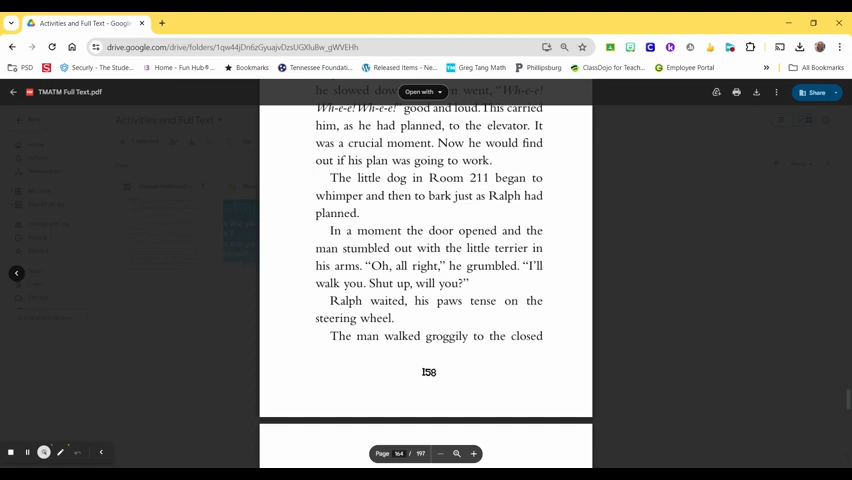 Activities and Full Text - Google
drive.google.com/drive/folders/1qw44jDn6zGyuajvDzsUGXluBw_gWVEHh
PSD
Securly - The Stude...
Home - Fun Hub®...
Bookmarks
Tennessee Foundatio...
Released Items - Ne...
Greg Tang Math
Phillipsburg
ClassDojo for Teach...
Employee Portal
All Bookmarks
TMATM Full Text.pdf
Open with
Share
he slowed
went, "Wh-e-e!
Wh-e-e! Wh-e-e!" good and loud. This carried
him, as he had planned, to the elevator. It
was a crucial moment. Now he would find
out if his plan was going to work.
The little dog in Room 211 began to
whimper and then to bark just as Ralph had
planned.
In a moment the door opened and the
man stumbled out with the little terrier in
his arms. "Oh, all right," he grumbled. "I'll
walk you. Shut up, will you?"
Ralph waited, his paws tense on the
steering wheel.
The man walked groggily to the closed
158
Page 164 / 197